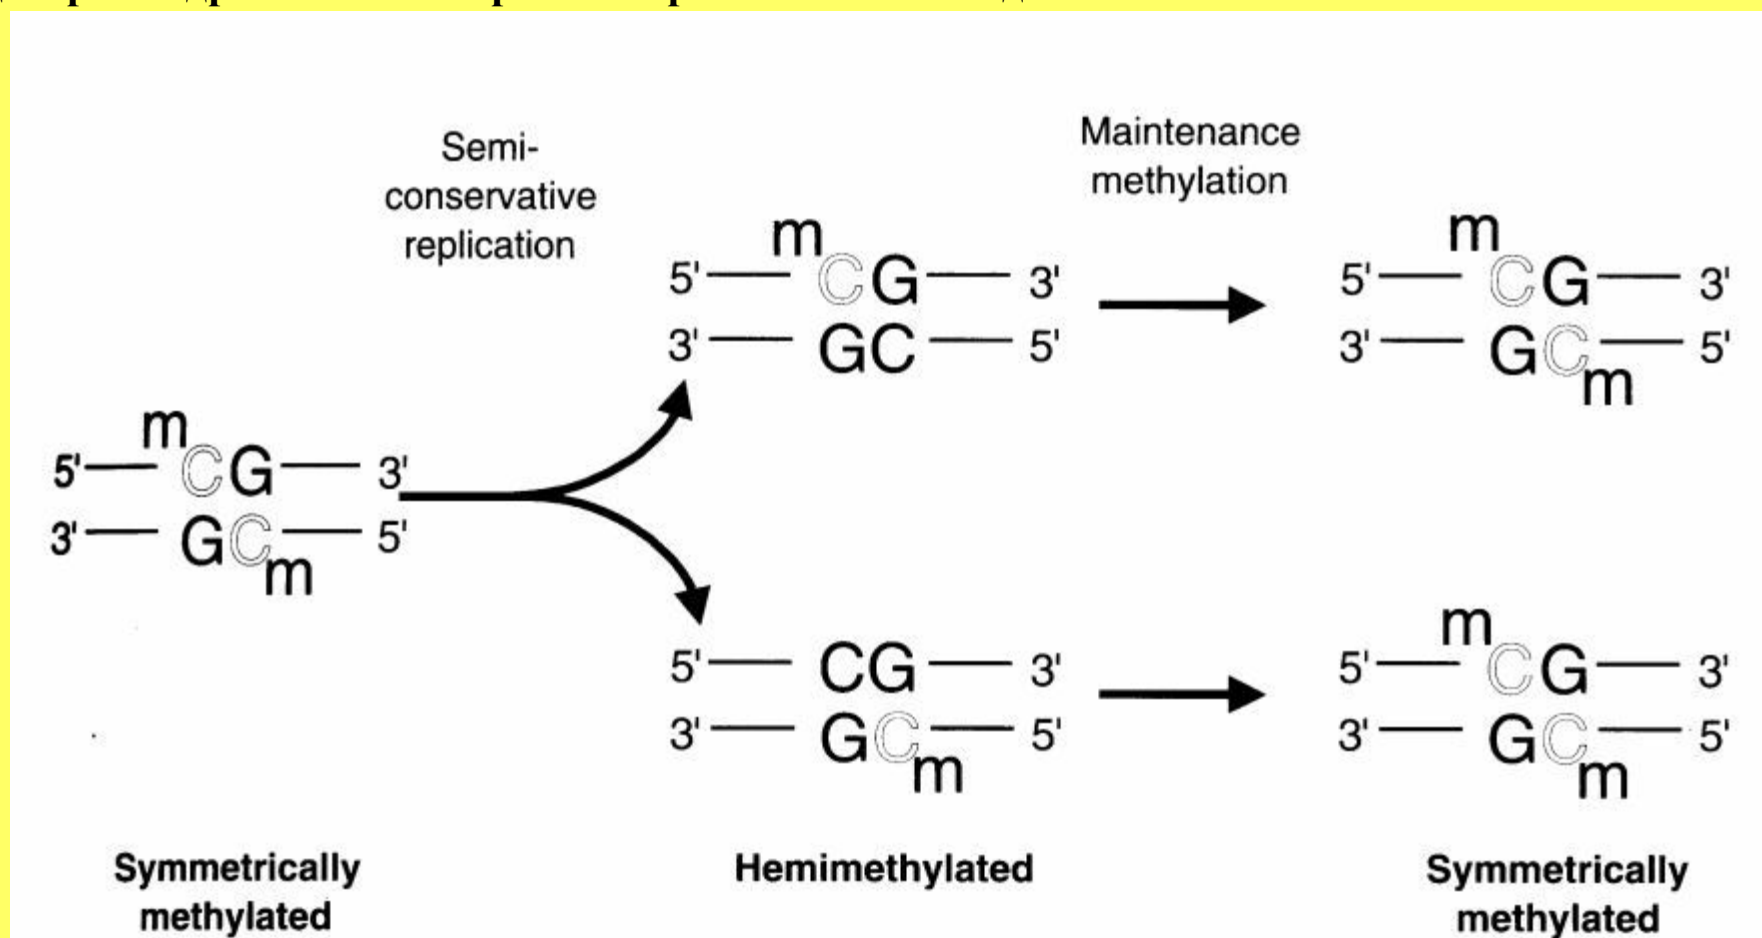 Semi-
conservative
replication
Maintenance
methylation
m
5' CG 3'
3' GC 5'
m
5' CG 3'
3' GC 5'
m
m
5' CG 3'
3' GC 5'
m
5' CG 3'
3' GC 5'
m
m
5' CG 3'
3' GC 5'
m
Symmetrically
methylated
Hemimethylated
Symmetrically
methylated